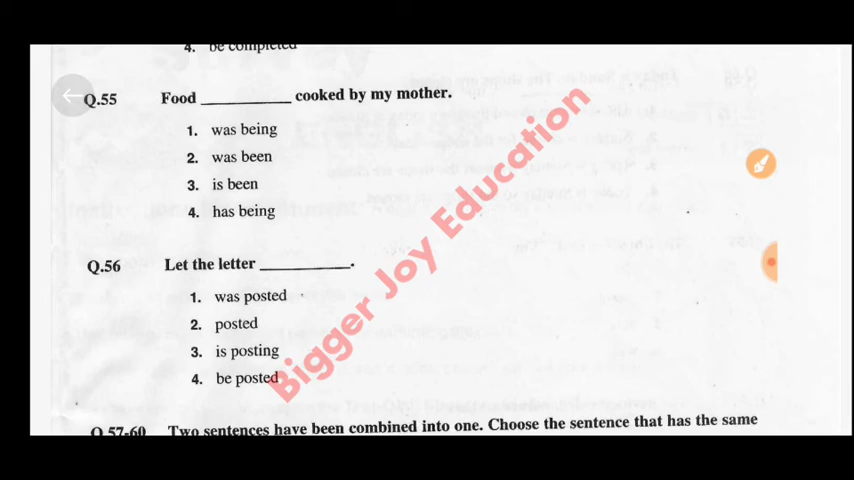 4. be completed
Q.55 Food __________ cooked by my mother.
1. was being
2. was been
3. is been
4. has being
Q.56 Let the letter __________.
1. was posted
2. posted
3. is posting
4. be posted
Bigger Joy Education
Q.57-60 Two sentences have been combined into one. Choose the sentence that has the same